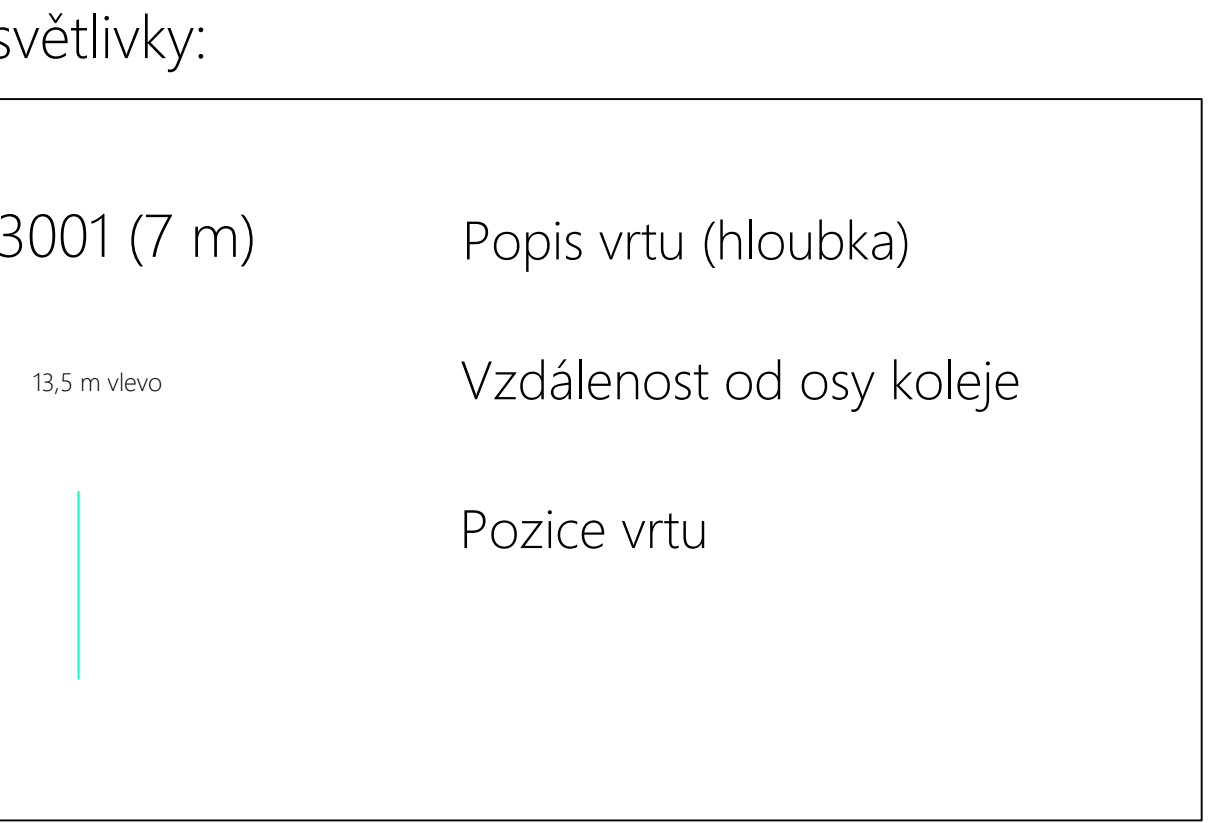 světlivky:
3001 (7 m) Popis vrtu (hloubka)
13,5 m vlevo Vzdálenost od osy koleje
Pozice vrtu